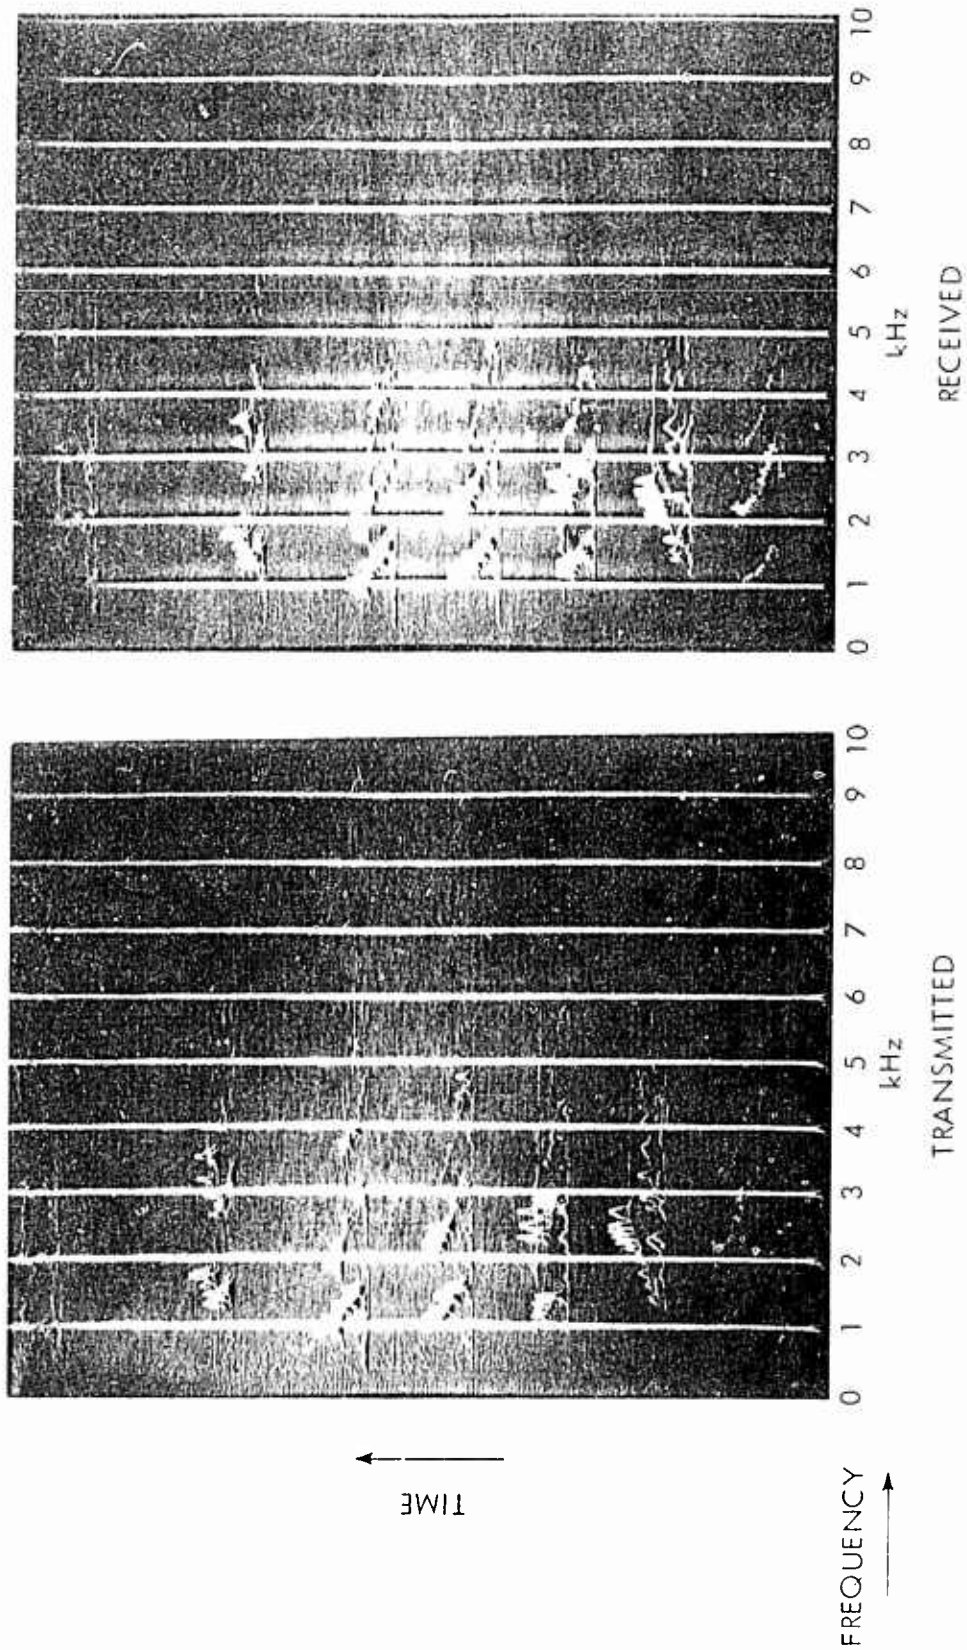 TIME
FREQUENCY
0 1 2 3 4 5 6 7 8 9 10
kHz
TRANSMITTED
0 1 2 3 4 5 6 7 8 9 10
kHz
RECEIVED